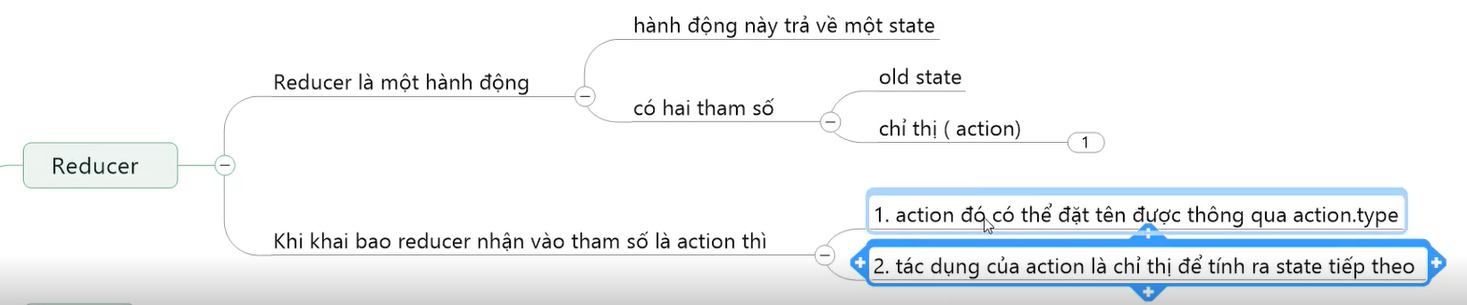 hành động này trả về một state
Reducer là một hành động
old state
có hai tham số
chỉ thị ( action)
1
Reducer
1. action đó có thể đặt tên được thông qua action.type
Khi khai bao reducer nhận vào tham số là action thì
2. tác dụng của action là chỉ thị để tính ra state tiếp theo